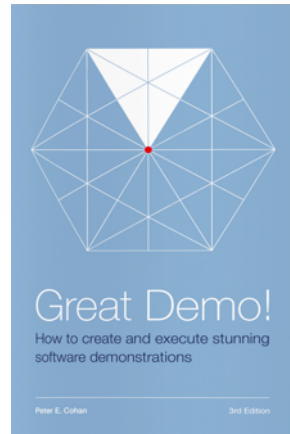 Great Demo!
How to create and execute stunning
software demonstrations
Peter E. Cohan
3rd Edition